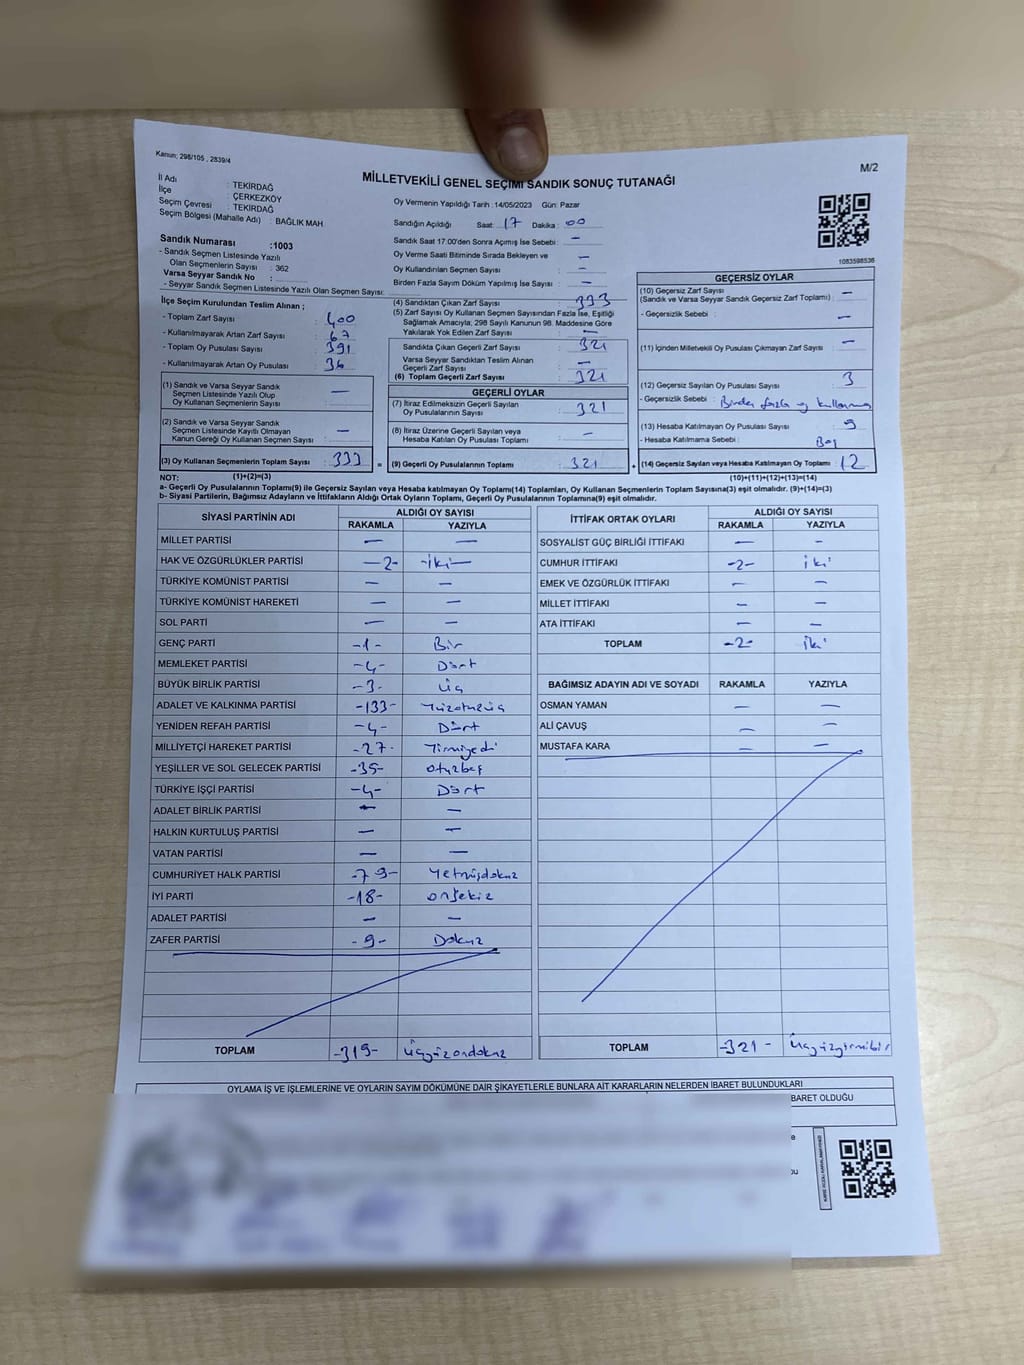 Kanun; 298/105 , 2839/4
M/2
MİLLETVEKİLİ GENEL SEÇİMİ SANDIK SONUÇ TUTANAĞI
İl Adı : TEKİRDAĞ
İlçe : ÇERKEZKÖY
Seçim Çevresi : TEKİRDAĞ
Seçim Bölgesi (Mahalle Adı) : BAĞLIK MAH
Oy Vermenin Yapıldığı Tarih :14/05/2023 Gün: Pazar
Sandığın Açıldığı Saat: 17 Dakika : 00
Sandık Saat 17.00'den Sonra Açımış İse Sebebi: —
Oy Verme Saati Bitiminde Sırada Bekleyen ve
Oy Kullandırılan Seçmen Sayısı : —
Birden Fazla Sayım Döküm Yapılmış İse Sayısı : —
1083598536
Sandık Numarası :1003
- Sandık Seçmen Listesinde Yazılı
Olan Seçmenlerin Sayısı : 362
Varsa Seyyar Sandık No :
- Seyyar Sandık Seçmen Listesinde Yazılı Olan Seçmen Sayısı:
İlçe Seçim Kurulundan Teslim Alınan ;
- Toplam Zarf Sayısı : 400
- Kullanılmayarak Artan Zarf Sayısı : 67
- Toplam Oy Pusulası Sayısı : 391
- Kullanılmayarak Artan Oy Pusulası : 36
(1) Sandık ve Varsa Seyyar Sandık
Seçmen Listesinde Yazılı Olup
Oy Kullanan Seçmenlerin Sayısı : —
(2) Sandık ve Varsa Seyyar Sandık
Seçmen Listesinde Kayıtlı Olmayan
Kanun Gereği Oy Kullanan Seçmen Sayısı : —
(3) Oy Kullanan Seçmenlerin Toplam Sayısı : 333
(4) Sandıktan Çıkan Zarf Sayısı : 333
(5) Zarf Sayısı Oy Kullanan Seçmen Sayısından Fazla İse, Eşitliği
Sağlamak Amacıyla; 298 Sayılı Kanunun 98. Maddesine Göre
Yakılarak Yok Edilen Zarf Sayısı : —
Sandıkta Çıkan Geçerli Zarf Sayısı : 321
Varsa Seyyar Sandıktan Teslim Alınan
Geçerli Zarf Sayısı : —
(6) Toplam Geçerli Zarf Sayısı : 321
GEÇERLİ OYLAR
(7) İtiraz Edilmeksizin Geçerli Sayılan
Oy Pusulalarının Sayısı : 321
(8) İtiraz Üzerine Geçerli Sayılan veya
Hesaba Katılan Oy Pusulası Toplamı : —
= (9) Geçerli Oy Pusulalarının Toplamı : 321
GEÇERSİZ OYLAR
(10) Geçersiz Zarf Sayısı
(Sandık ve Varsa Seyyar Sandık Geçersiz Zarf Toplamı) : —
- Geçersizlik Sebebi : —
(11) İçinden Milletvekili Oy Pusulası Çıkmayan Zarf Sayısı : —
(12) Geçersiz Sayılan Oy Pusulası Sayısı : 3
- Geçersizlik Sebebi : Birden fazla oy kullanma
(13) Hesaba Katılmayan Oy Pusulası Sayısı : 9
- Hesaba Katılmama Sebebi : Boş
+ (14) Geçersiz Sayılan veya Hesaba Katılmayan Oy Toplamı : 12
NOT: (1)+(2)=(3) (10)+(11)+(12)+(13)=(14)
a- Geçerli Oy Pusulalarının Toplamı(9) ile Geçersiz Sayılan veya Hesaba katılmayan Oy Toplamı(14) Toplamları, Oy Kullanan Seçmenlerin Toplam Sayısına(3) eşit olmalıdır. (9)+(14)=(3)
b- Siyasi Partilerin, Bağımsız Adayların ve İttifakların Aldığı Ortak Oyların Toplamı, Geçerli Oy Pusulalarının Toplamına(9) eşit olmalıdır.
SİYASİ PARTİNİN ADI ALDIĞI OY SAYISI
RAKAMLA YAZIYLA
MİLLET PARTİSİ — —
HAK VE ÖZGÜRLÜKLER PARTİSİ —2- -iki—
TÜRKİYE KOMÜNİST PARTİSİ — —
TÜRKİYE KOMÜNİST HAREKETİ — —
SOL PARTİ — —
GENÇ PARTİ -1- Bir
MEMLEKET PARTİSİ -4- Dört
BÜYÜK BİRLİK PARTİSİ -3- üç
ADALET VE KALKINMA PARTİSİ -133- Yüzotuzüç
YENİDEN REFAH PARTİSİ -4- Dört
MİLLİYETÇİ HAREKET PARTİSİ -27- Yirmiyedi
YEŞİLLER VE SOL GELECEK PARTİSİ -35- otuzbeş
TÜRKİYE İŞÇİ PARTİSİ -4- Dört
ADALET BİRLİK PARTİSİ — —
HALKIN KURTULUŞ PARTİSİ — —
VATAN PARTİSİ — —
CUMHURİYET HALK PARTİSİ -79- Yetmişdokuz
İYİ PARTİ -18- onsekiz
ADALET PARTİSİ — —
ZAFER PARTİSİ -9- Dokuz
TOPLAM -319- üçyüzondokuz
İTTİFAK ORTAK OYLARI ALDIĞI OY SAYISI
RAKAMLA YAZIYLA
SOSYALİST GÜÇ BİRLİĞİ İTTİFAKI — —
CUMHUR İTTİFAKI -2- iki
EMEK VE ÖZGÜRLÜK İTTİFAKI — —
MİLLET İTTİFAKI — —
ATA İTTİFAKI — —
TOPLAM -2- iki
BAĞIMSIZ ADAYIN ADI VE SOYADI RAKAMLA YAZIYLA
OSMAN YAMAN — —
ALİ ÇAVUŞ — —
MUSTAFA KARA — —
TOPLAM -321- üçyüzyirmibir
OYLAMA İŞ VE İŞLEMLERİNE VE OYLARIN SAYIM DÖKÜMÜNE DAİR ŞİKAYETLERLE BUNLARA AİT KARARLARIN NELERDEN İBARET BULUNDUKLARI
BARET OLDUĞU